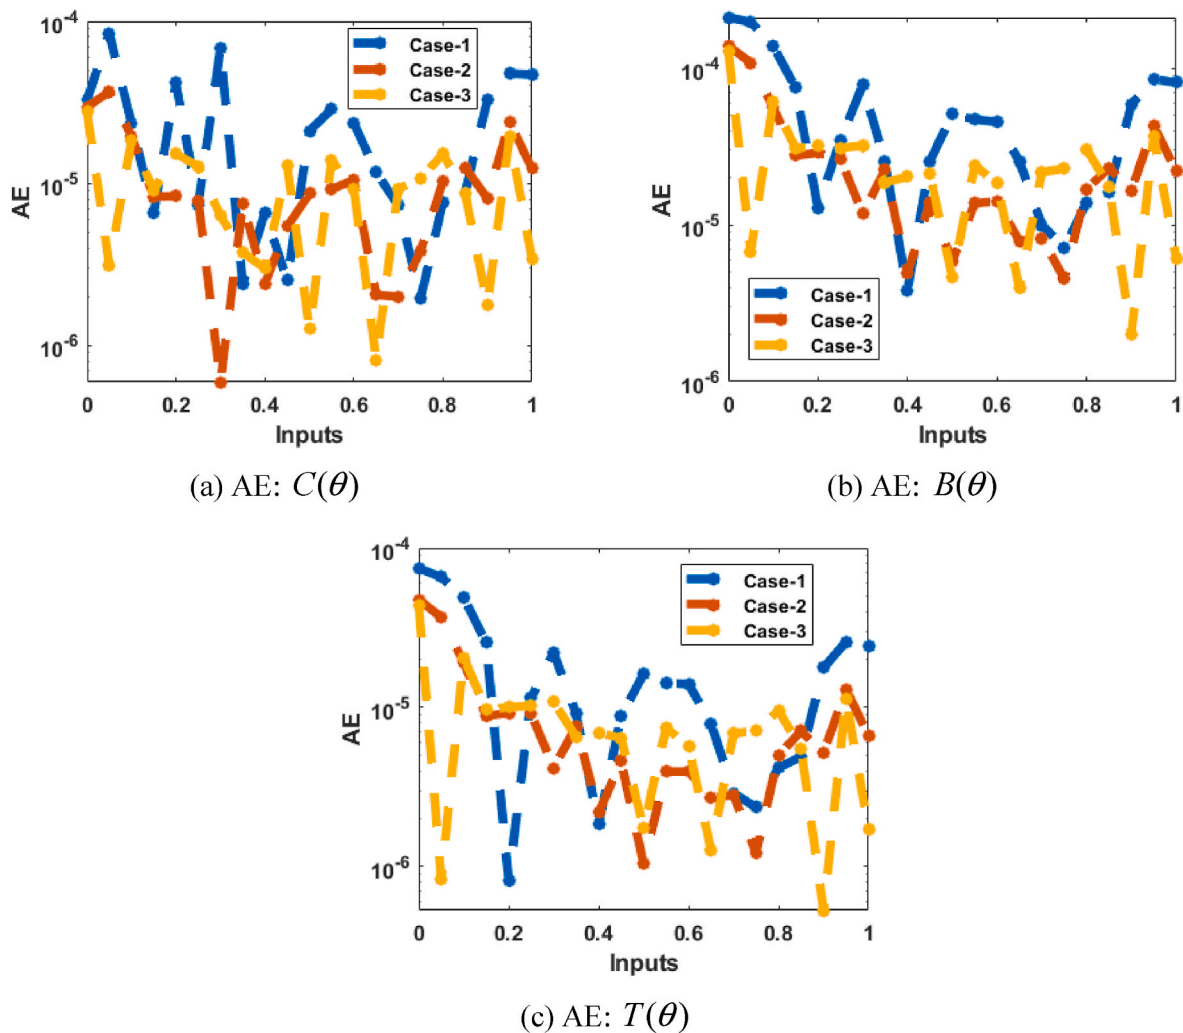 10^-4
10^-5
10^-6
AE
Case-1
Case-2
Case-3
0 0.2 0.4 0.6 0.8 1
Inputs
(a) AE: C(θ)
10^-4
10^-5
10^-6
AE
Case-1
Case-2
Case-3
0 0.2 0.4 0.6 0.8 1
Inputs
(b) AE: B(θ)
10^-4
10^-5
10^-6
AE
Case-1
Case-2
Case-3
0 0.2 0.4 0.6 0.8 1
Inputs
(c) AE: T(θ)